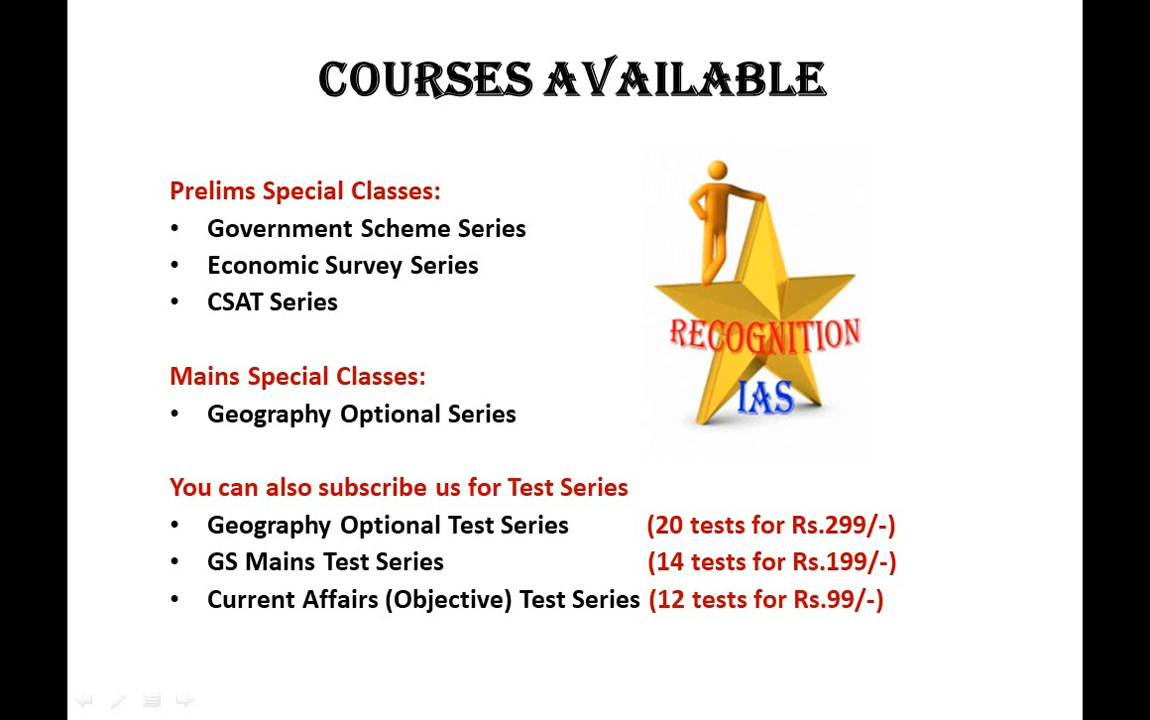 COURSES AVAILABLE
Prelims Special Classes:
• Government Scheme Series
• Economic Survey Series
• CSAT Series
RECOGNITION
IAS
Mains Special Classes:
• Geography Optional Series
You can also subscribe us for Test Series
• Geography Optional Test Series (20 tests for Rs.299/-)
• GS Mains Test Series (14 tests for Rs.199/-)
• Current Affairs (Objective) Test Series (12 tests for Rs.99/-)